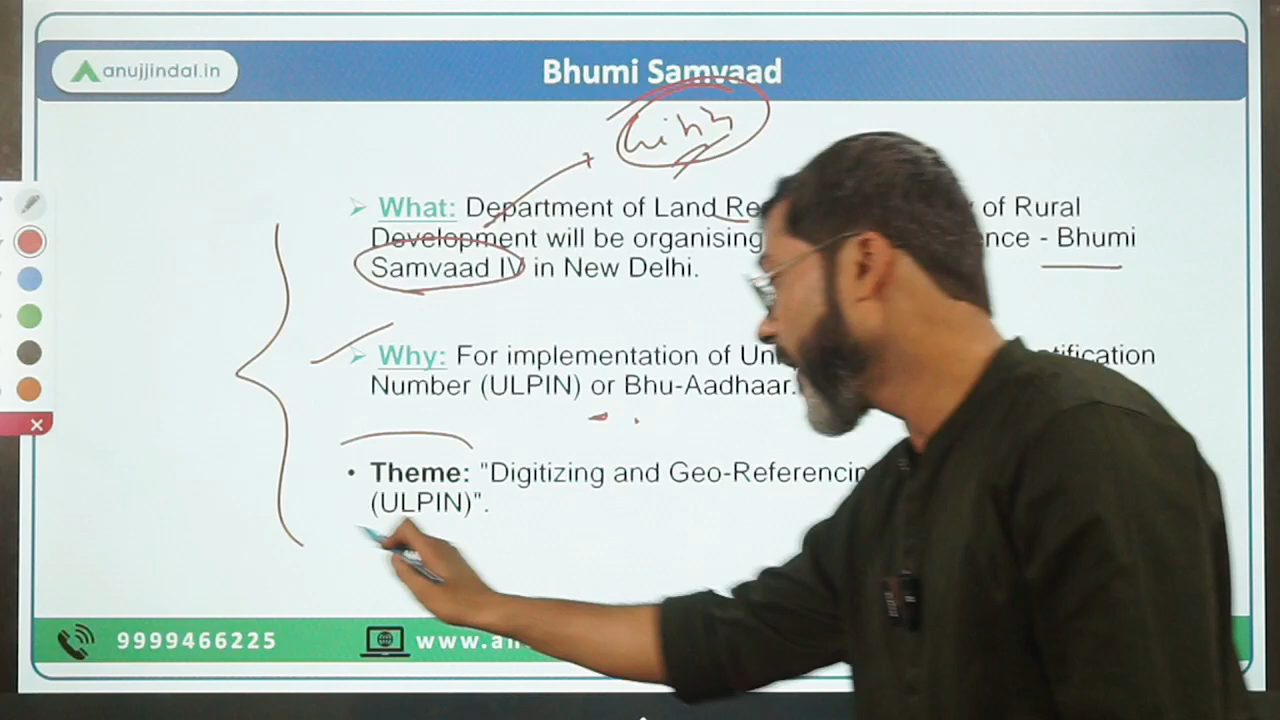 anujjindal.in
Bhumi Samvaad
What: Department of Land Re of Rural
Development will be organising ence - Bhumi
Samvaad IV in New Delhi.
Why: For implementation of Un tification
Number (ULPIN) or Bhu-Aadhaar.
Theme: "Digitizing and Geo-Referencin
(ULPIN)".
9999466225
www.an